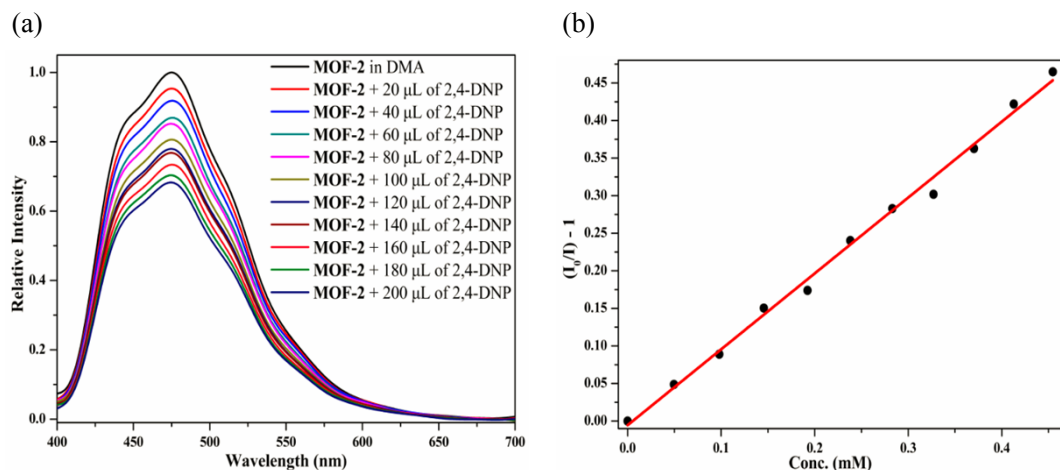 (a)
(b)
1.0
0.8
0.6
0.4
0.2
0.0
Relative Intensity
400
450
500
550
600
650
700
Wavelength (nm)
MOF-2 in DMA
MOF-2 + 20 μL of 2,4-DNP
MOF-2 + 40 μL of 2,4-DNP
MOF-2 + 60 μL of 2,4-DNP
MOF-2 + 80 μL of 2,4-DNP
MOF-2 + 100 μL of 2,4-DNP
MOF-2 + 120 μL of 2,4-DNP
MOF-2 + 140 μL of 2,4-DNP
MOF-2 + 160 μL of 2,4-DNP
MOF-2 + 180 μL of 2,4-DNP
MOF-2 + 200 μL of 2,4-DNP
0.45
0.40
0.35
0.30
0.25
0.20
0.15
0.10
0.05
0.00
(I₀/I) - 1
0.0
0.1
0.2
0.3
0.4
Conc. (mM)